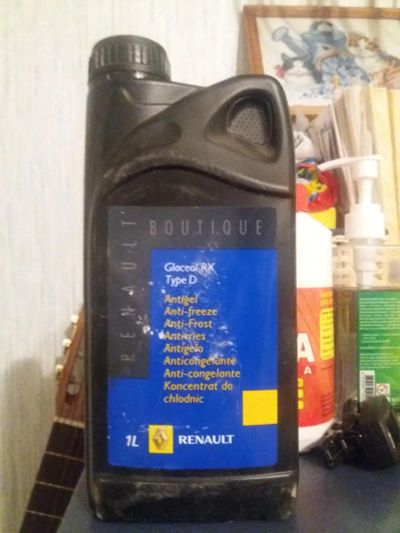 RENAULT
BOUTIQUE
Glaceol RX
Type D
Antigel
Anti-freeze
Anti-Frost
Antivries
Antigelo
Anticongelante
Anti-congelante
Koncentrat do
chlodnic
1L
RENAULT
A
A